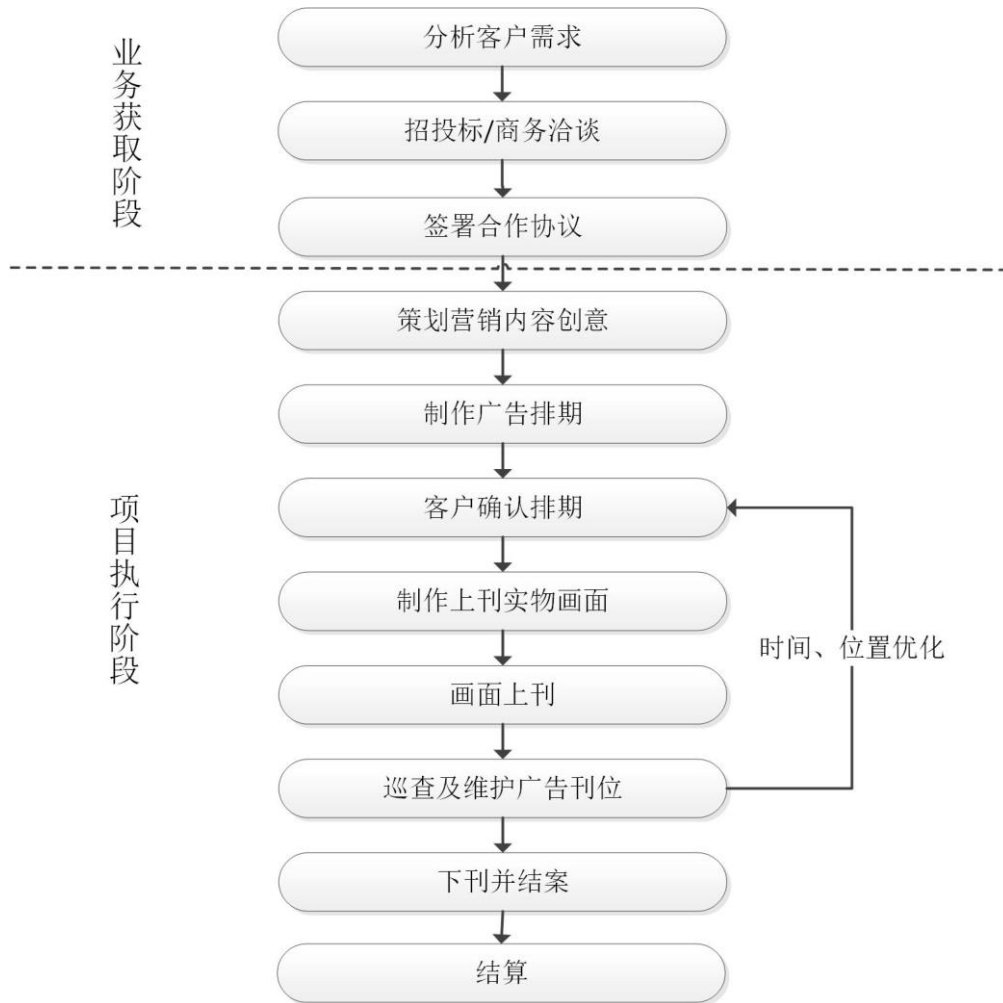 业务获取阶段
分析客户需求
招投标/商务洽谈
签署合作协议
项目执行阶段
策划营销内容创意
制作广告排期
客户确认排期
制作上刊实物画面
画面上刊
巡查及维护广告刊位
下刊并结案
结算
时间、位置优化